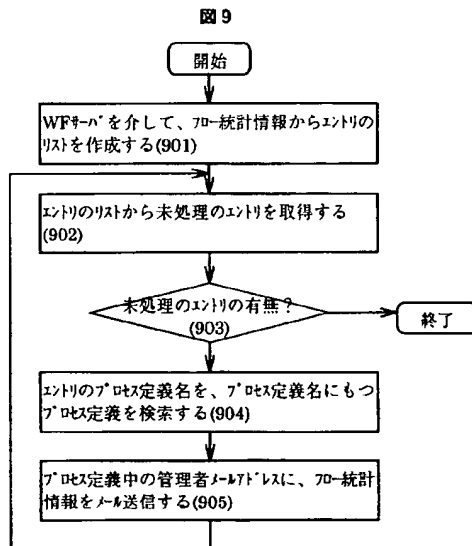 図9
開始
WFサーバを介して、フロー統計情報からエントリの
リストを作成する(901)
エントリのリストから未処理のエントリを取得する
(902)
未処理のエントリの有無?
(903)
終了
エントリのプロセス定義名を、プロセス定義名にもつ
プロセス定義を検索する(904)
プロセス定義中の管理者メールアドレスに、フロー統計
情報をメール送信する(905)